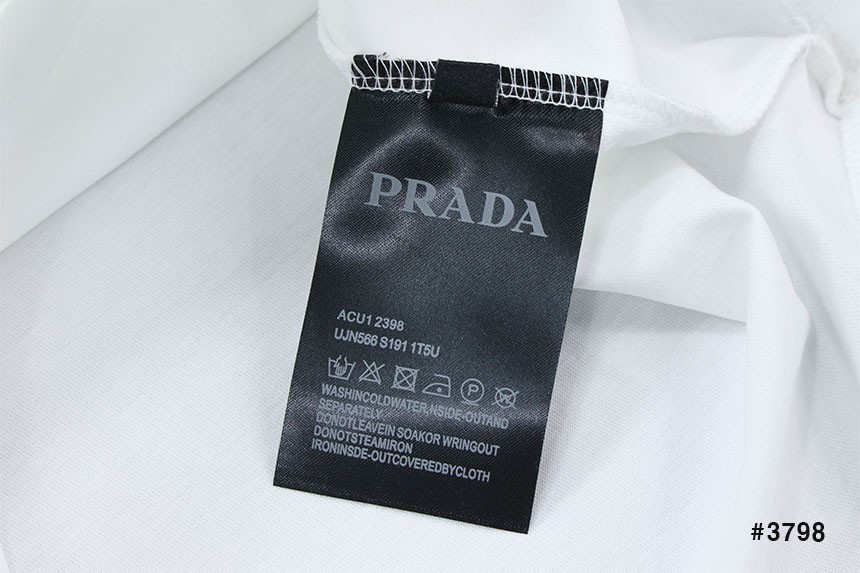 PRADA
ACU1 2398
UJN566 S191 1T5U
P
WASHINCOLDWATER,NSIDE-OUTAND
SEPARATELY
DONOTLEAVEIN SOAKOR WRINGOUT
DONOTSTEAMIRON
IRONINSDE-OUTCOVEREDBYCLOTH
#3798